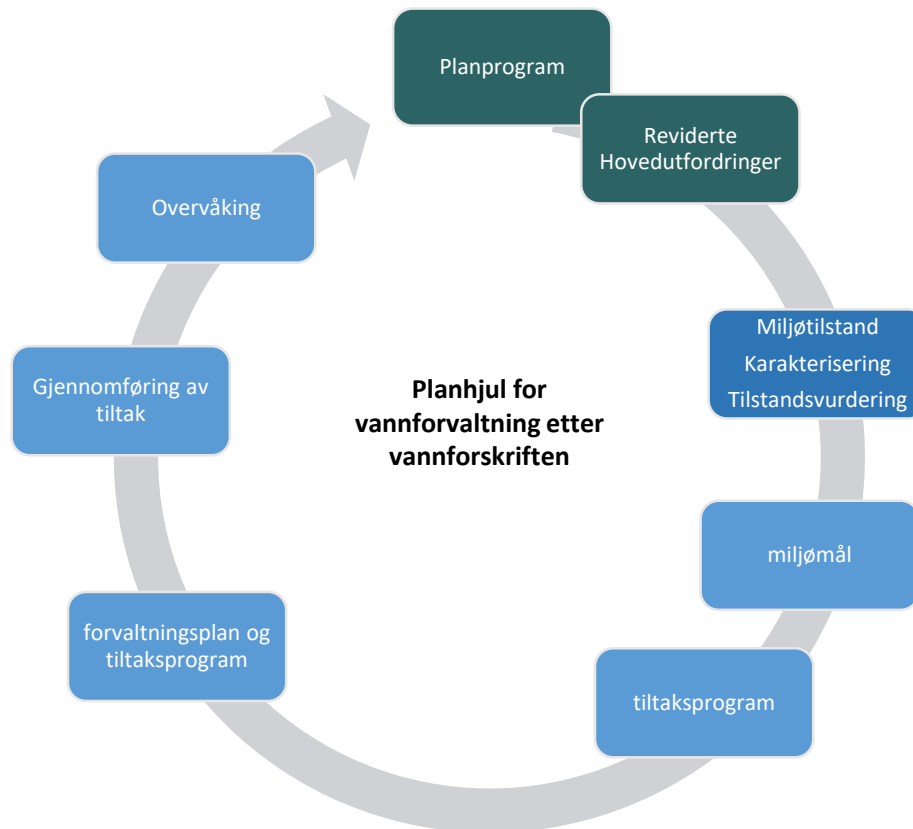 Planprogram
Reviderte
Hovedutfordringer
Miljøtilstand
Karakterisering
Tilstandsvurdering
miljømål
tiltaksprogram
forvaltningsplan og
tiltaksprogram
Gjennomføring av
tiltak
Overvåking
Planhjul for
vannforvaltning etter
vannforskriften